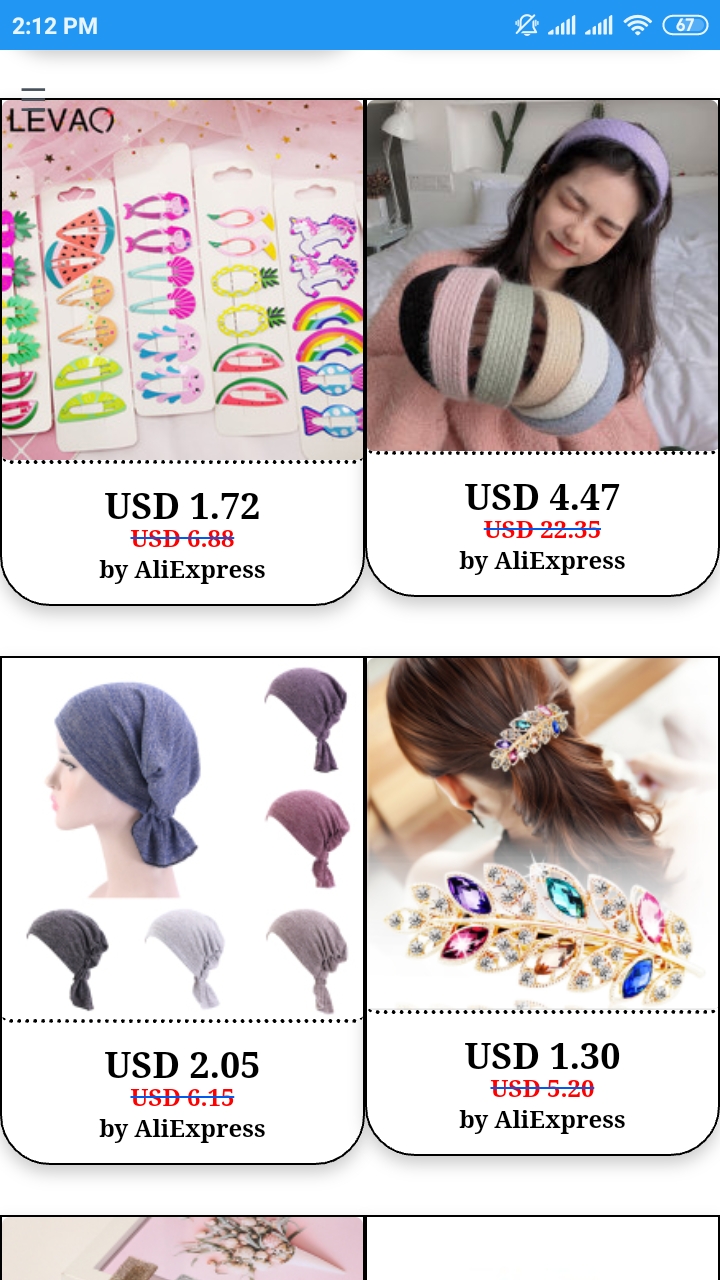 2:12 PM
67
LEVAO
USD 1.72
USD 6.88
by AliExpress
USD 4.47
USD 22.35
by AliExpress
USD 2.05
USD 6.15
by AliExpress
USD 1.30
USD 5.20
by AliExpress